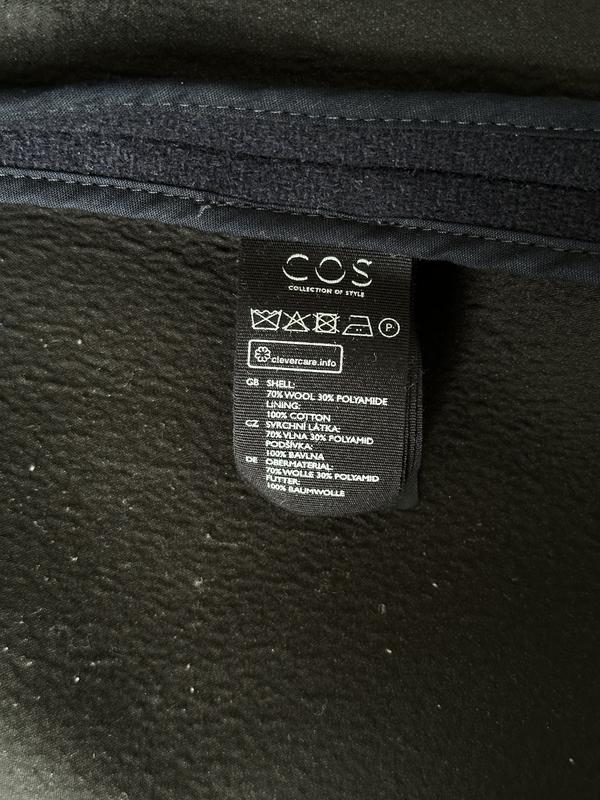 COS
COLLECTION OF STYLE
P
clevercare.info
GB SHELL:
70% WOOL 30% POLYAMIDE
LINING:
100% COTTON
CZ SVRCHNÍ LÁTKA:
70% VLNA 30% POLYAMID
PODŠÍVKA:
100% BAVLNA
DE OBERMATERIAL:
70% WOLLE 30% POLYAMID
FUTTER:
100% BAUMWOLLE